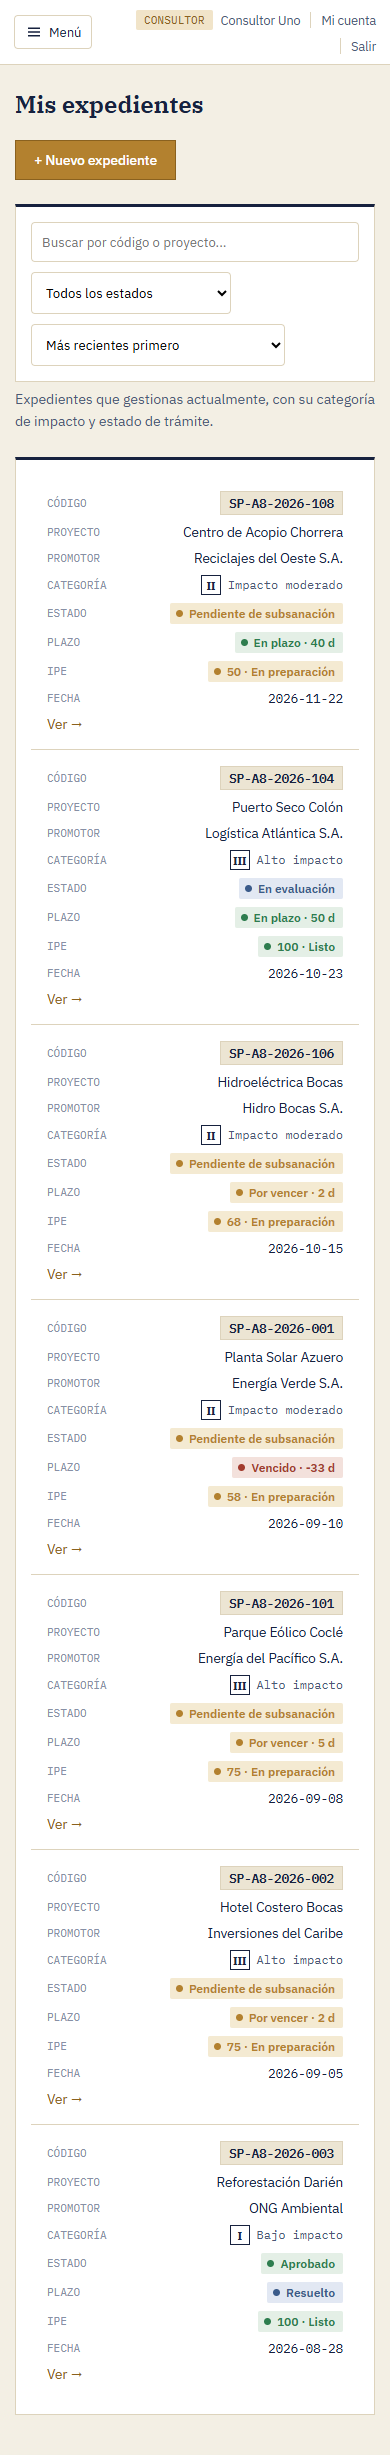 Menú
CONSULTOR Consultor Uno Mi cuenta
Salir
Mis expedientes
+ Nuevo expediente
Buscar por código o proyecto...
Todos los estados
Más recientes primero
Expedientes que gestionas actualmente, con su categoría
de impacto y estado de trámite.
CÓDIGO SP-A8-2026-108
PROYECTO Centro de Acopio Chorrera
PROMOTOR Reciclajes del Oeste S.A.
CATEGORÍA II Impacto moderado
ESTADO Pendiente de subsanación
PLAZO En plazo · 40 d
IPE 50 · En preparación
FECHA 2026-11-22
Ver →
CÓDIGO SP-A8-2026-104
PROYECTO Puerto Seco Colón
PROMOTOR Logística Atlántica S.A.
CATEGORÍA III Alto impacto
ESTADO En evaluación
PLAZO En plazo · 50 d
IPE 100 · Listo
FECHA 2026-10-23
Ver →
CÓDIGO SP-A8-2026-106
PROYECTO Hidroeléctrica Bocas
PROMOTOR Hidro Bocas S.A.
CATEGORÍA II Impacto moderado
ESTADO Pendiente de subsanación
PLAZO Por vencer · 2 d
IPE 68 · En preparación
FECHA 2026-10-15
Ver →
CÓDIGO SP-A8-2026-001
PROYECTO Planta Solar Azuero
PROMOTOR Energía Verde S.A.
CATEGORÍA II Impacto moderado
ESTADO Pendiente de subsanación
PLAZO Vencido · -33 d
IPE 58 · En preparación
FECHA 2026-09-10
Ver →
CÓDIGO SP-A8-2026-101
PROYECTO Parque Eólico Coclé
PROMOTOR Energía del Pacífico S.A.
CATEGORÍA III Alto impacto
ESTADO Pendiente de subsanación
PLAZO Por vencer · 5 d
IPE 75 · En preparación
FECHA 2026-09-08
Ver →
CÓDIGO SP-A8-2026-002
PROYECTO Hotel Costero Bocas
PROMOTOR Inversiones del Caribe
CATEGORÍA III Alto impacto
ESTADO Pendiente de subsanación
PLAZO Por vencer · 2 d
IPE 75 · En preparación
FECHA 2026-09-05
Ver →
CÓDIGO SP-A8-2026-003
PROYECTO Reforestación Darién
PROMOTOR ONG Ambiental
CATEGORÍA I Bajo impacto
ESTADO Aprobado
PLAZO Resuelto
IPE 100 · Listo
FECHA 2026-08-28
Ver →